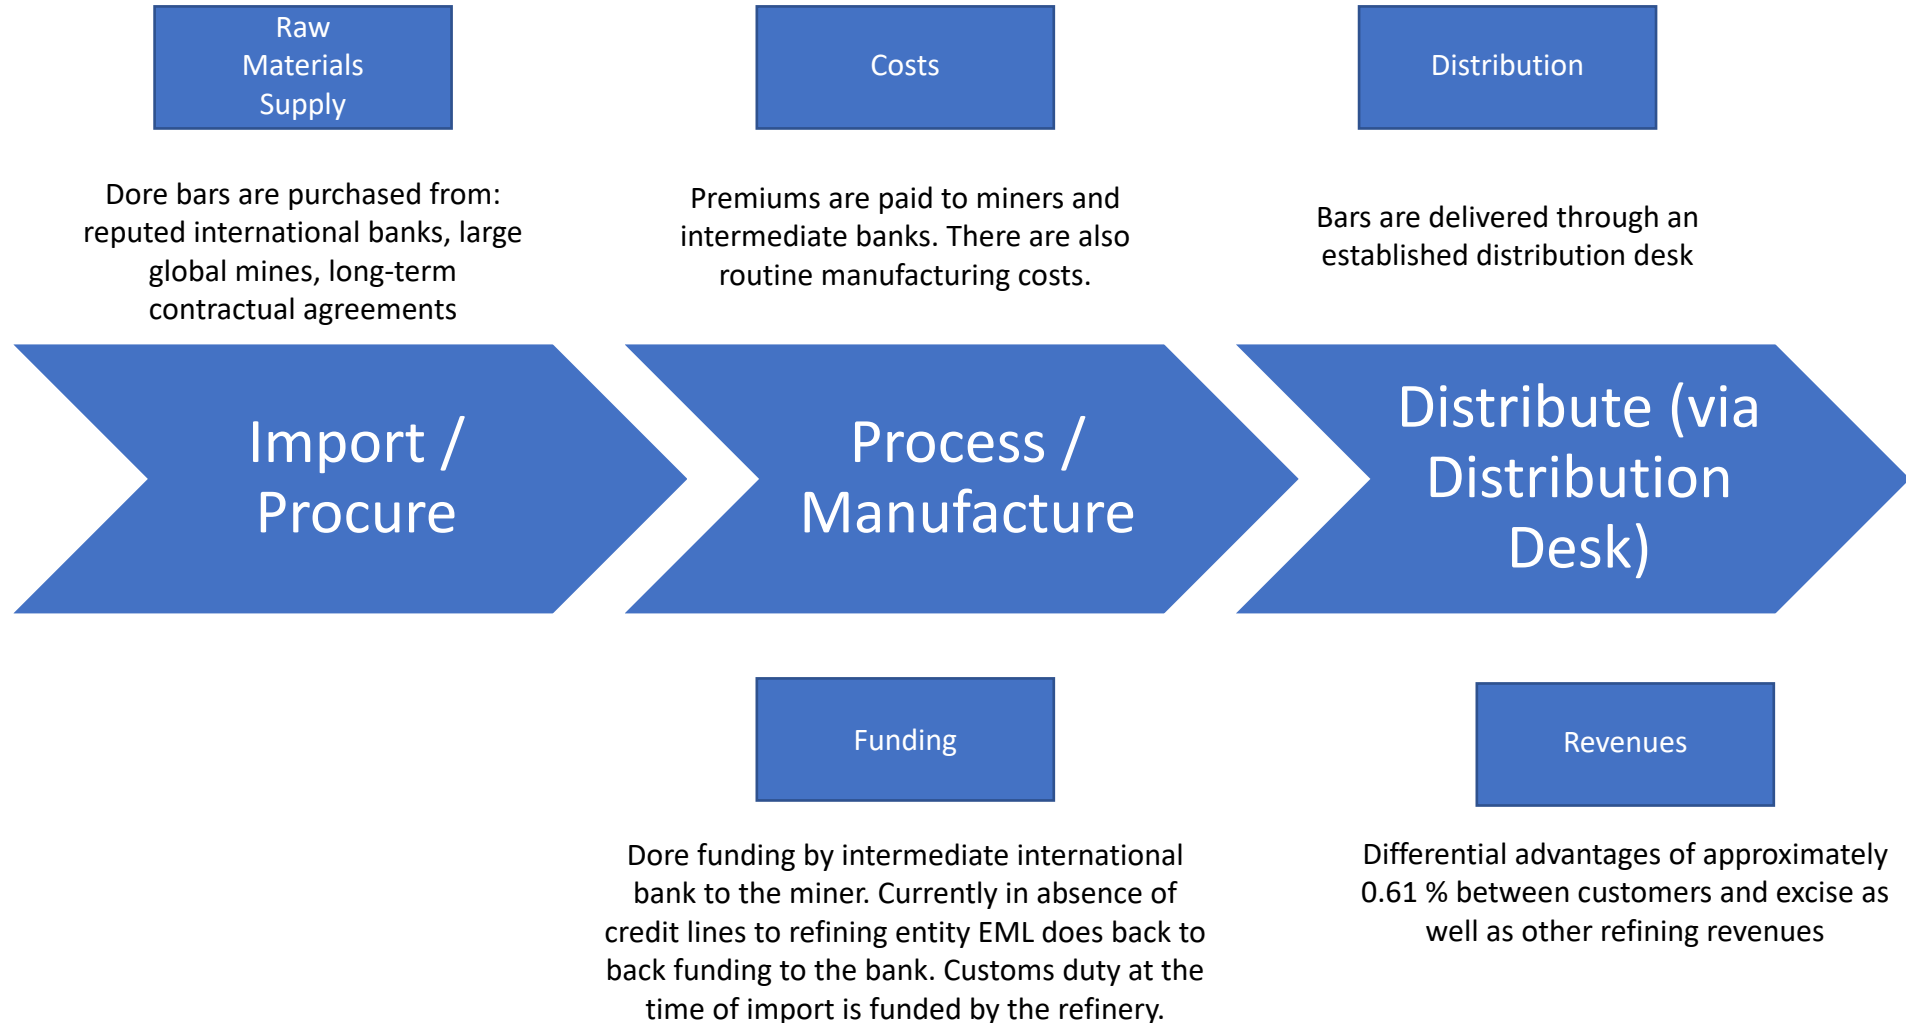 Raw
Materials
Supply
Costs
Distribution
Dore bars are purchased from:
reputed international banks, large
global mines, long-term
contractual agreements
Premiums are paid to miners and
intermediate banks. There are also
routine manufacturing costs.
Bars are delivered through an
established distribution desk
Import /
Procure
Process /
Manufacture
Distribute (via
Distribution
Desk)
Funding
Revenues
Dore funding by intermediate international
bank to the miner. Currently in absence of
credit lines to refining entity EML does back to
back funding to the bank. Customs duty at the
time of import is funded by the refinery.
Differential advantages of approximately
0.61 % between customers and excise as
well as other refining revenues